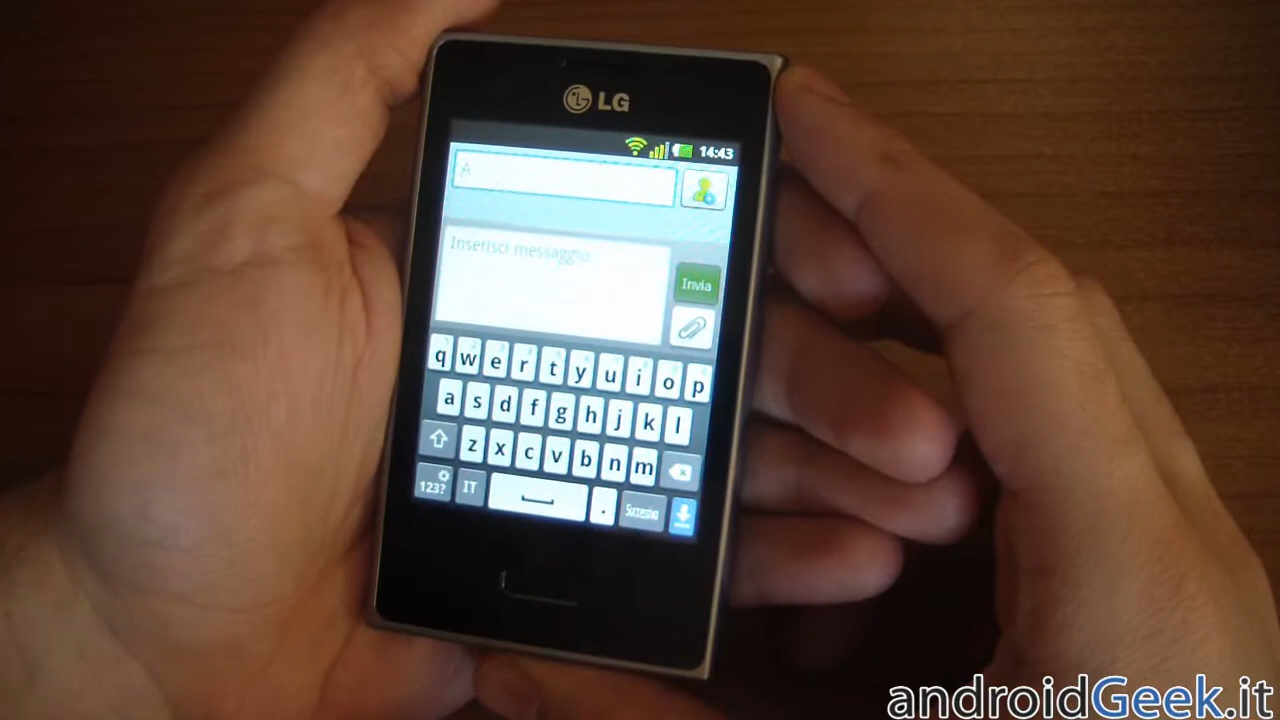 LG
14:43
A
Inserisci messaggio
Invia
q w e r t y u i o p
a s d f g h j k l
z x c v b n m
123? IT . Successivo
androidGeek.it